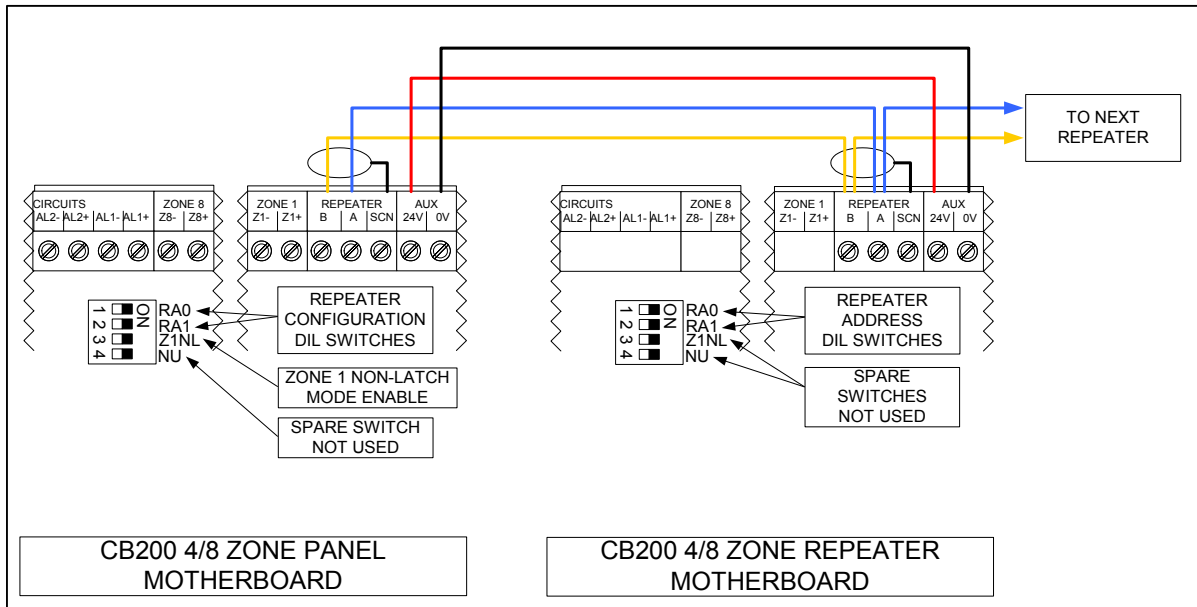 TO NEXT
REPEATER
CIRCUITS ZONE 8
AL2- AL2+ AL1- AL1+ Z8- Z8+
ZONE 1 REPEATER AUX
Z1- Z1+ B A SCN 24V 0V
CIRCUITS ZONE 8
AL2- AL2+ AL1- AL1+ Z8- Z8+
ZONE 1 REPEATER AUX
Z1- Z1+ B A SCN 24V 0V
1 2 3 4
ON
RA0
RA1
Z1NL
NU
REPEATER
CONFIGURATION
DIL SWITCHES
ZONE 1 NON-LATCH
MODE ENABLE
SPARE SWITCH
NOT USED
1 2 3 4
ON
RA0
RA1
Z1NL
NU
REPEATER
ADDRESS
DIL SWITCHES
SPARE
SWITCHES
NOT USED
CB200 4/8 ZONE PANEL
MOTHERBOARD
CB200 4/8 ZONE REPEATER
MOTHERBOARD